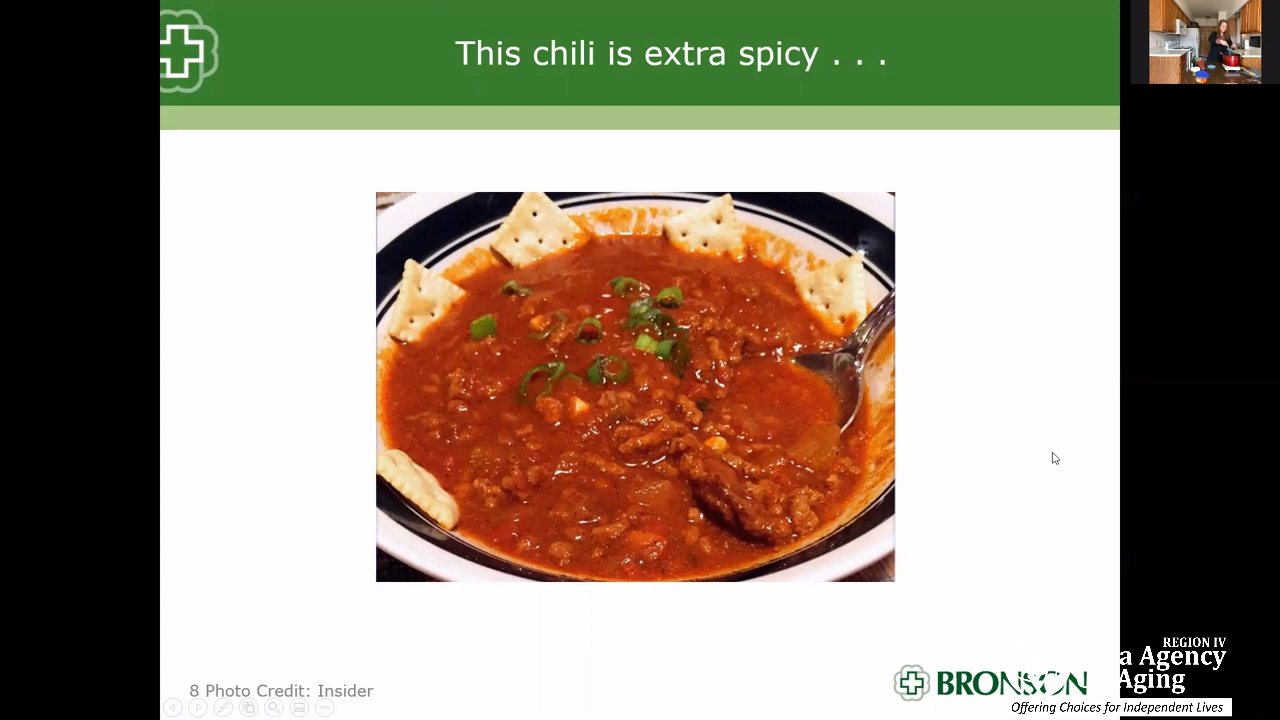 This chili is extra spicy . . .
8 Photo Credit: Insider
BRONSON
REGION IV
a Agency
Aging
Offering Choices for Independent Lives